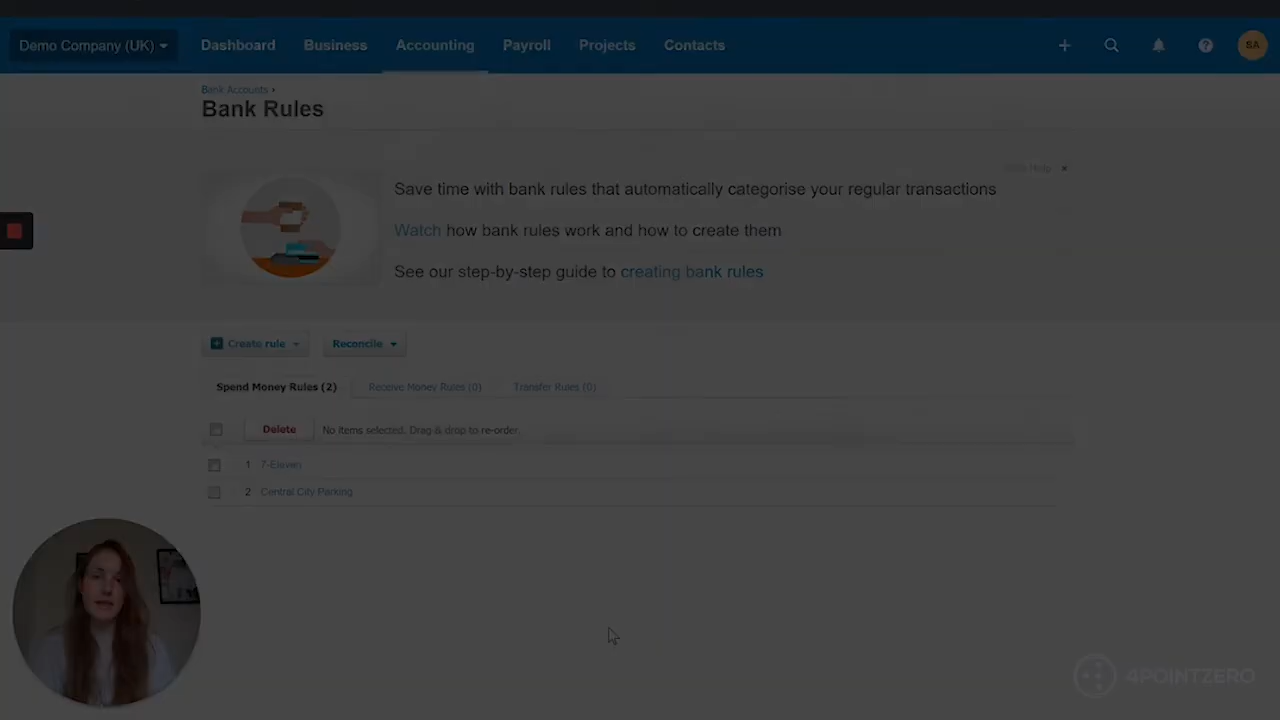 Demo Company (UK)
Dashboard
Business
Accounting
Payroll
Projects
Contacts
SA
Bank Accounts ›
Bank Rules
Help
Save time with bank rules that automatically categorise your regular transactions
Watch how bank rules work and how to create them
See our step-by-step guide to creating bank rules
Create rule
Reconcile
Spend Money Rules (2)
Receive Money Rules (0)
Transfer Rules (0)
Delete
No items selected. Drag & drop to re-order.
1 7-Eleven
2 Central City Parking
4POINTZERO